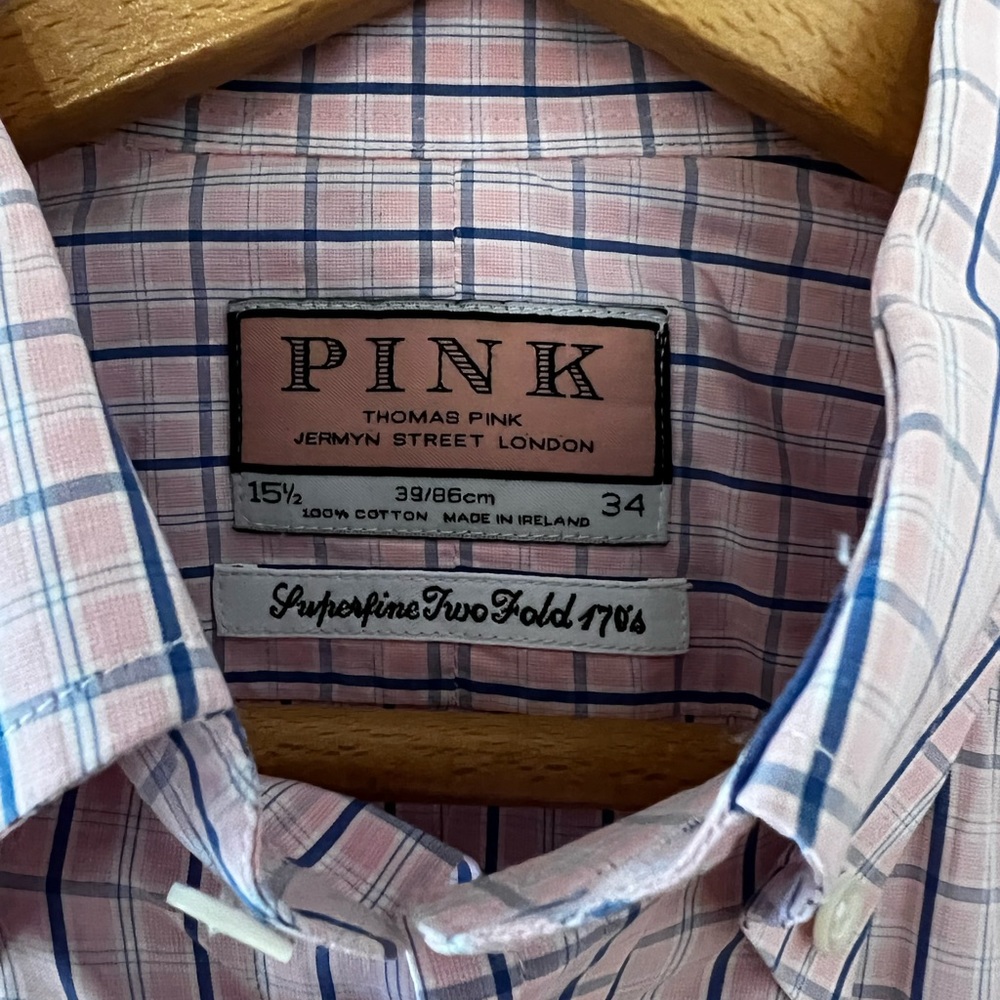 PINK
THOMAS PINK
JERMYN STREET LONDON
15½ 39/86cm 34
100% COTTON MADE IN IRELAND
Superfine Two Fold 170's